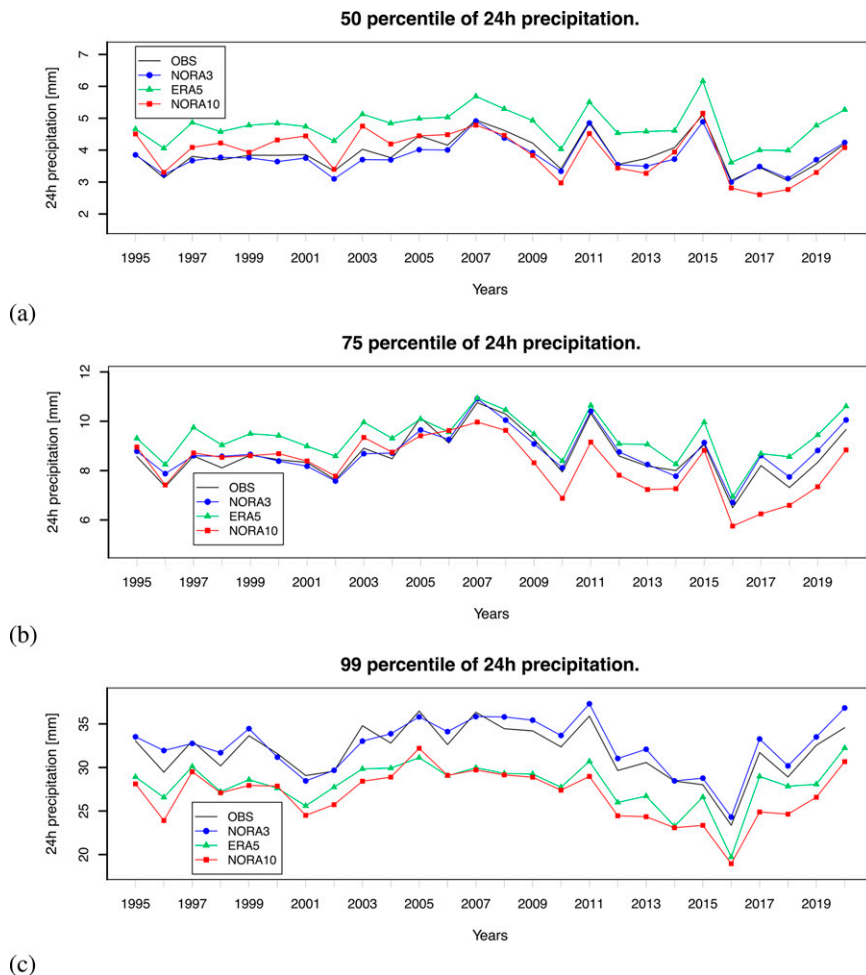 50 percentile of 24h precipitation.
24h precipitation [mm]
7
6
5
4
3
2
OBS
NORA3
ERA5
NORA10
1995 1997 1999 2001 2003 2005 2007 2009 2011 2013 2015 2017 2019
Years
(a)
75 percentile of 24h precipitation.
24h precipitation [mm]
12
10
8
6
OBS
NORA3
ERA5
NORA10
1995 1997 1999 2001 2003 2005 2007 2009 2011 2013 2015 2017 2019
Years
(b)
99 percentile of 24h precipitation.
24h precipitation [mm]
35
30
25
20
OBS
NORA3
ERA5
NORA10
1995 1997 1999 2001 2003 2005 2007 2009 2011 2013 2015 2017 2019
Years
(c)